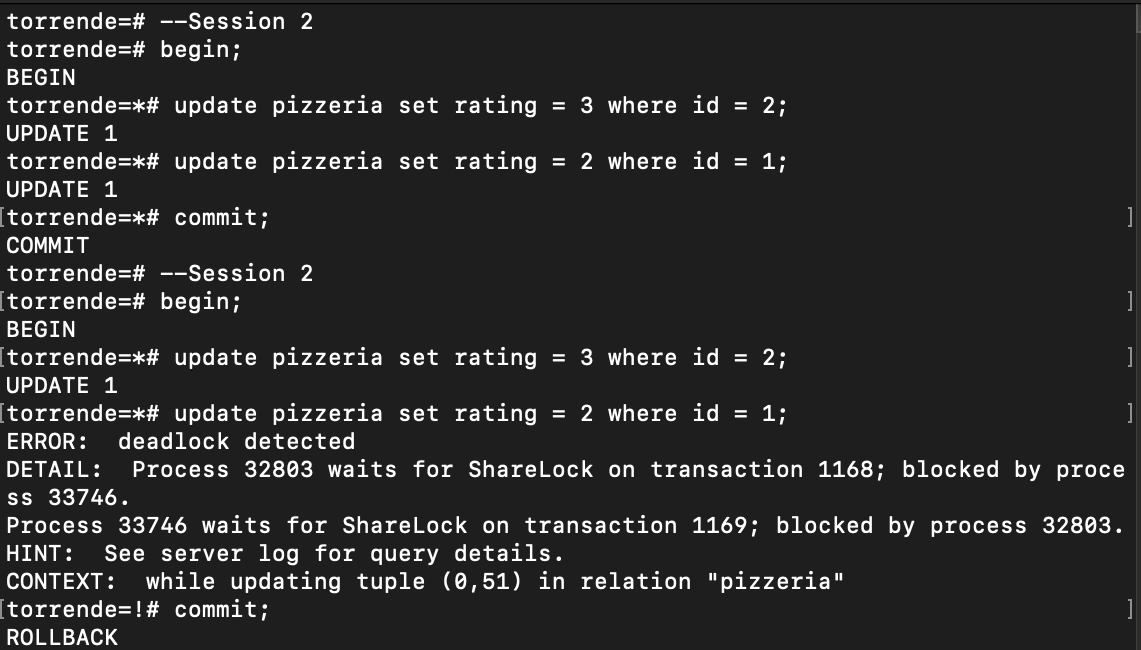 torrende=# --Session 2
torrende=# begin;
BEGIN
torrende=*# update pizzeria set rating = 3 where id = 2;
UPDATE 1
torrende=*# update pizzeria set rating = 2 where id = 1;
UPDATE 1
[torrende=*# commit; ]
COMMIT
torrende=# --Session 2
[torrende=# begin; ]
BEGIN
[torrende=*# update pizzeria set rating = 3 where id = 2; ]
UPDATE 1
[torrende=*# update pizzeria set rating = 2 where id = 1; ]
ERROR:  deadlock detected
DETAIL:  Process 32803 waits for ShareLock on transaction 1168; blocked by proce
ss 33746.
Process 33746 waits for ShareLock on transaction 1169; blocked by process 32803.
HINT:  See server log for query details.
CONTEXT:  while updating tuple (0,51) in relation "pizzeria"
[torrende=!# commit; ]
ROLLBACK